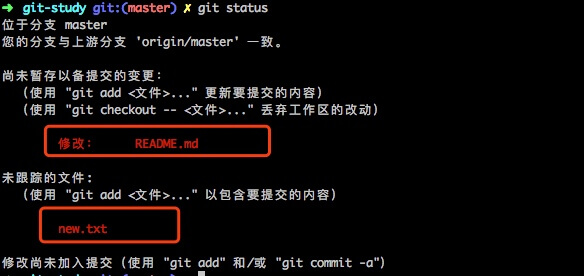 ➜ git-study git:(master) ✗ git status
位于分支 master
您的分支与上游分支 'origin/master' 一致。
尚未暂存以备提交的变更：
（使用 "git add <文件>..." 更新要提交的内容）
（使用 "git checkout -- <文件>..." 丢弃工作区的改动）
修改： README.md
未跟踪的文件:
（使用 "git add <文件>..." 以包含要提交的内容）
new.txt
修改尚未加入提交（使用 "git add" 和/或 "git commit -a"）